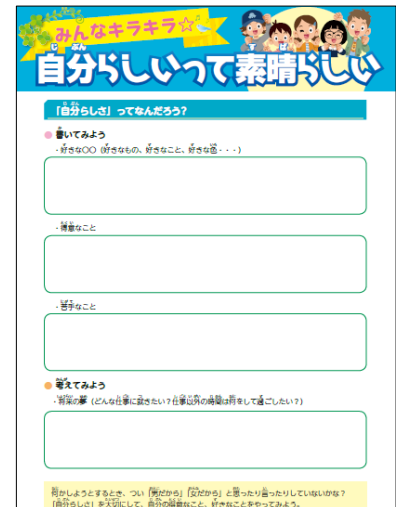 みんなキラキラ☆
自分らしいって素晴らしい
「自分らしさ」ってなんだろう?
書いてみよう
・好きな○○（好きなもの、好きなこと、好きな色・・・）
・得意なこと
・苦手なこと
考えてみよう
・将来の夢（どんな仕事に就きたい？仕事以外の時間は何をして過ごしたい？）
何かしようとするとき、つい「男だから」「女だから」と思ったり言ったりしていないかな？
「自分らしさ」を大切にして、自分の得意なこと、好きなことをやってみよう。